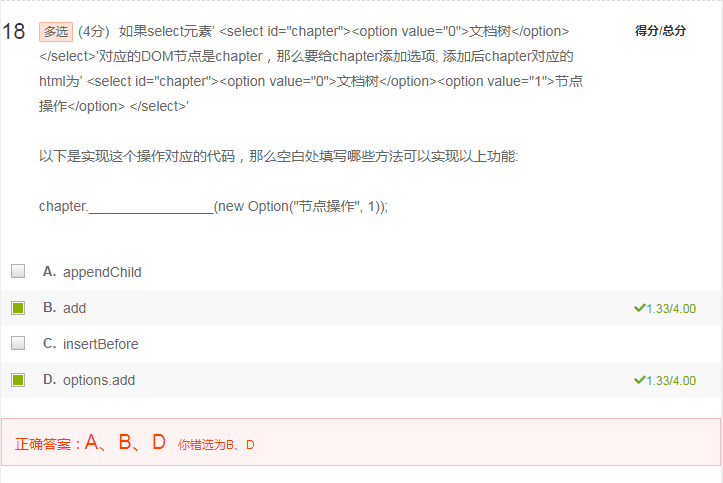 18 多选 (4分) 如果select元素’ <select id="chapter"><option value="0">文档树</option> 得分/总分
</select>’对应的DOM节点是chapter，那么要给chapter添加选项, 添加后chapter对应的
html为’ <select id="chapter"><option value="0">文档树</option><option value="1">节点
操作</option> </select>’
以下是实现这个操作对应的代码，那么空白处填写哪些方法可以实现以上功能:
chapter.________________(new Option("节点操作", 1));
A. appendChild
B. add 1.33/4.00
C. insertBefore
D. options.add 1.33/4.00
正确答案：A、B、D 你错选为B、D